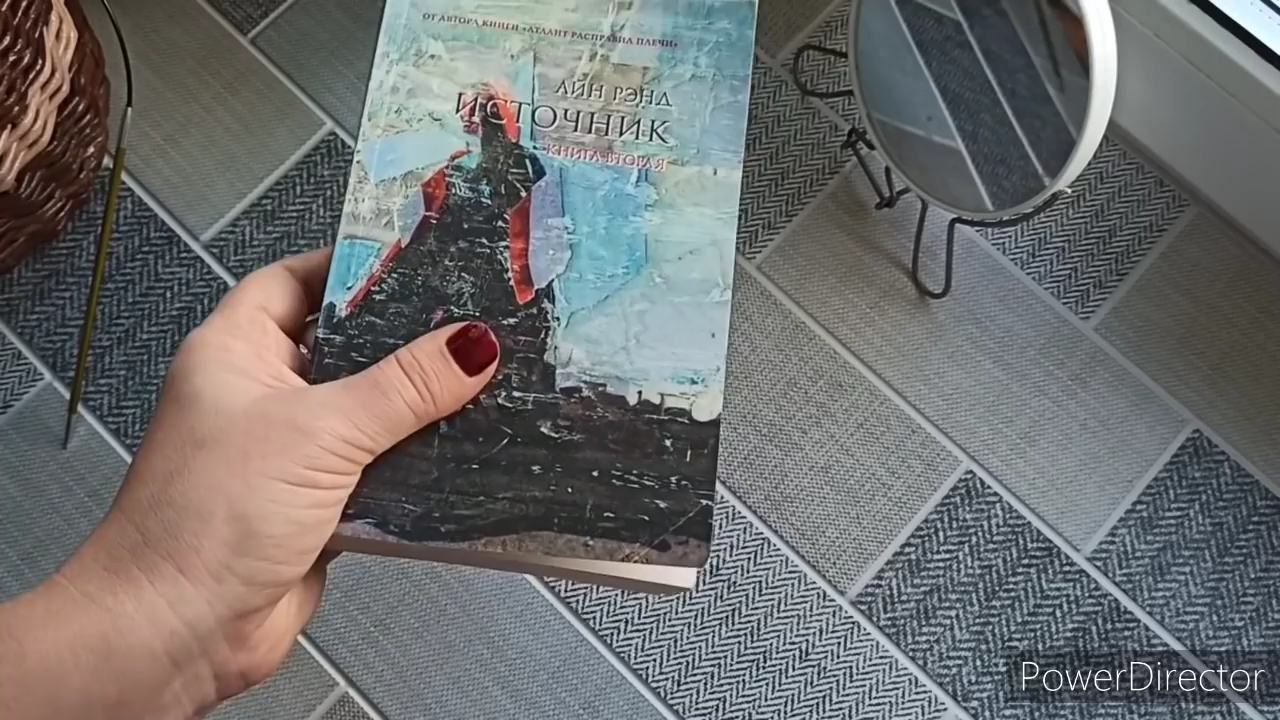 ОТ АВТОРА КНИГИ «АТЛАНТ РАСПРАВИЛ ПЛЕЧИ»
АЙН РЭНД
ИСТОЧНИК
КНИГА ВТОРАЯ
PowerDirector